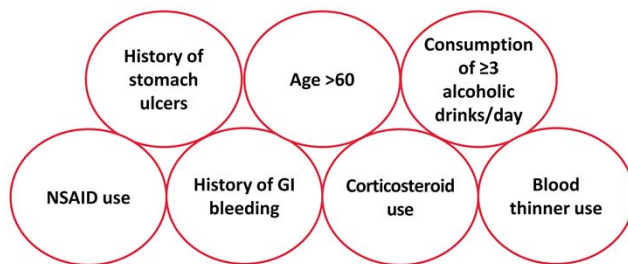 History of
stomach
ulcers
Age >60
Consumption
of ≥3
alcoholic
drinks/day
NSAID use
History of GI
bleeding
Corticosteroid
use
Blood
thinner use